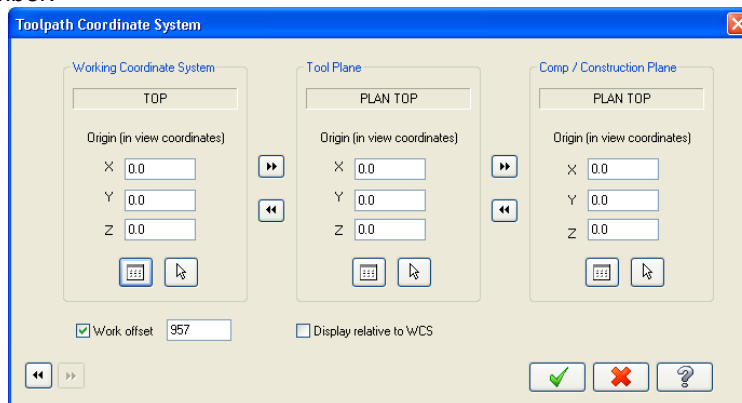 Toolpath Coordinate System
Working Coordinate System
TOP
Origin (in view coordinates)
X 0.0
Y 0.0
Z 0.0
Tool Plane
PLAN TOP
Origin (in view coordinates)
X 0.0
Y 0.0
Z 0.0
Comp / Construction Plane
PLAN TOP
Origin (in view coordinates)
X 0.0
Y 0.0
Z 0.0
Work offset 957
Display relative to WCS